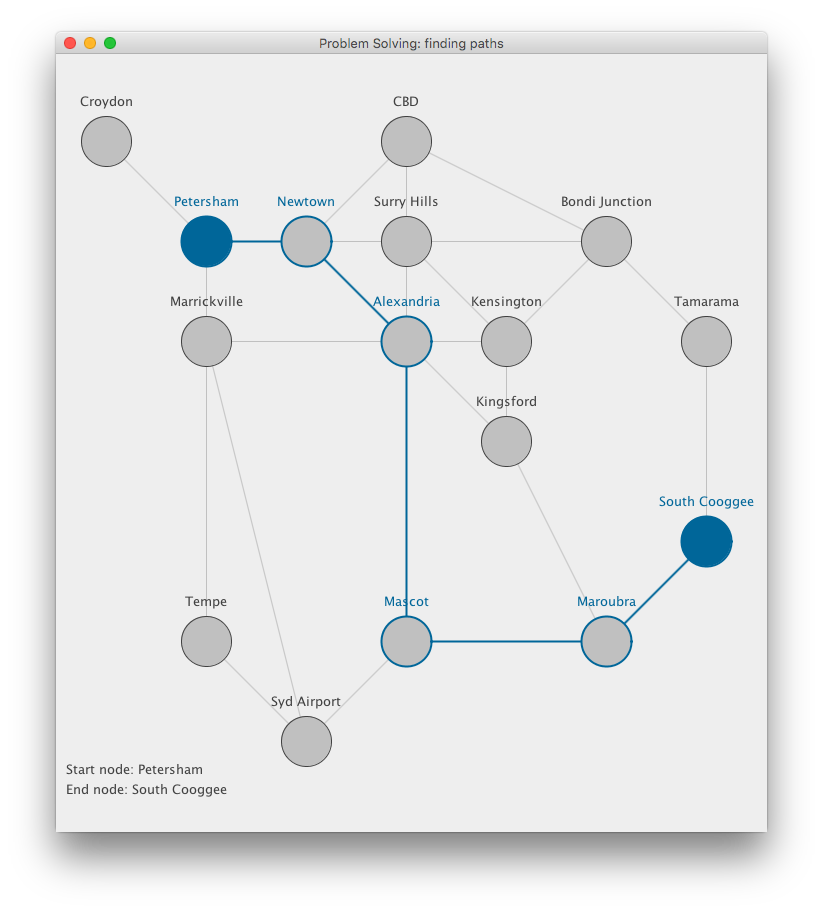 Problem Solving: finding paths
Croydon
CBD
Petersham
Newtown
Surry Hills
Bondi Junction
Marrickville
Alexandria
Kensington
Tamarama
Kingsford
South Cooggee
Tempe
Mascot
Maroubra
Syd Airport
Start node: Petersham
End node: South Cooggee